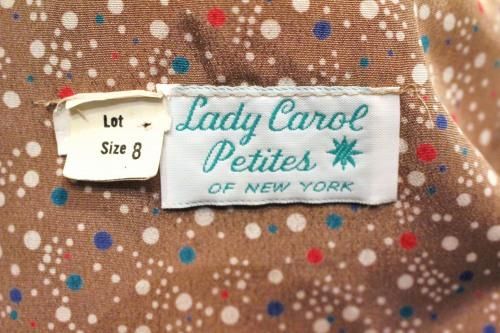 Lot
Size 8
Lady Carol
Petites
OF NEW YORK